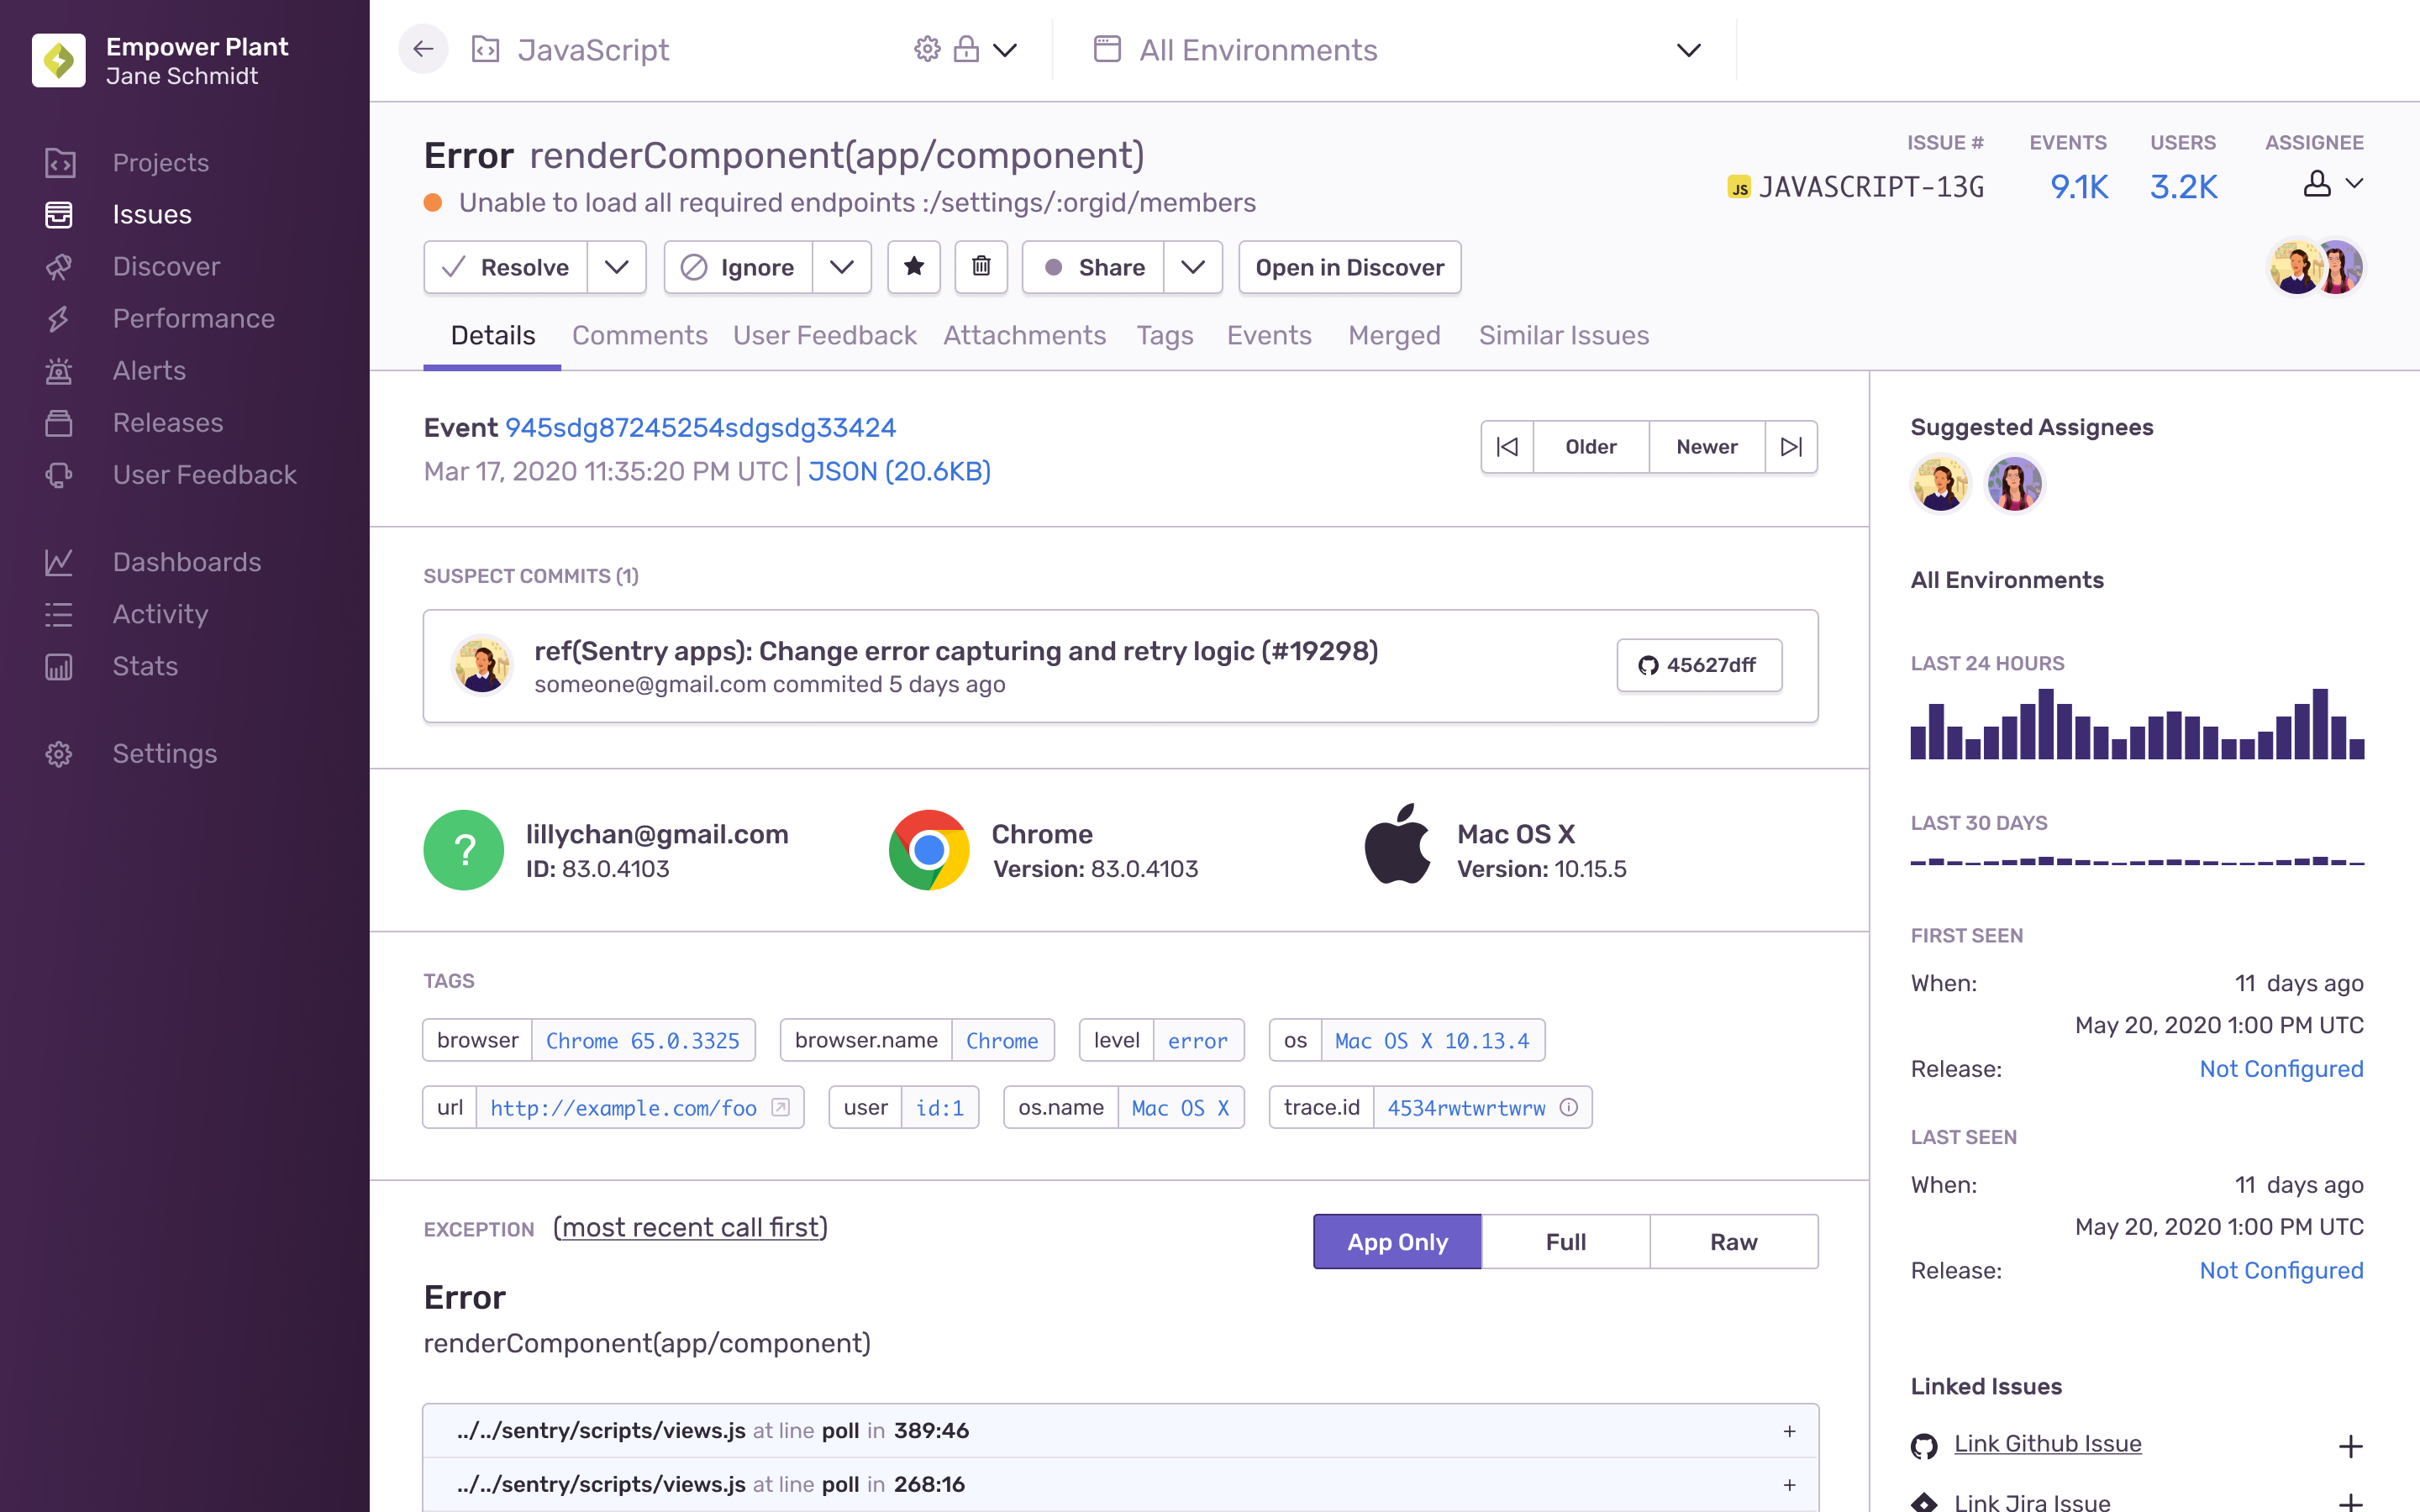 Empower Plant
Jane Schmidt
Projects
Issues
Discover
Performance
Alerts
Releases
User Feedback
Dashboards
Activity
Stats
Settings
JavaScript
All Environments
Error renderComponent(app/component)
Unable to load all required endpoints :/settings/:orgid/members
ISSUE # EVENTS USERS ASSIGNEE
JS JAVASCRIPT-13G 9.1K 3.2K
Resolve Ignore Share Open in Discover
Details Comments User Feedback Attachments Tags Events Merged Similar Issues
Event 945sdg87245254sdgsdg33424
Mar 17, 2020 11:35:20 PM UTC | JSON (20.6KB)
Older Newer
SUSPECT COMMITS (1)
ref(Sentry apps): Change error capturing and retry logic (#19298)
someone@gmail.com commited 5 days ago
45627dff
?
lillychan@gmail.com
ID: 83.0.4103
Chrome
Version: 83.0.4103
Mac OS X
Version: 10.15.5
TAGS
browser Chrome 65.0.3325 browser.name Chrome level error os Mac OS X 10.13.4
url http://example.com/foo user id:1 os.name Mac OS X trace.id 4534rwtwrtwrw
EXCEPTION (most recent call first)
App Only Full Raw
Error
renderComponent(app/component)
../../sentry/scripts/views.js at line poll in 389:46 +
../../sentry/scripts/views.js at line poll in 268:16 +
Suggested Assignees
All Environments
LAST 24 HOURS
LAST 30 DAYS
FIRST SEEN
When: 11 days ago
May 20, 2020 1:00 PM UTC
Release: Not Configured
LAST SEEN
When: 11 days ago
May 20, 2020 1:00 PM UTC
Release: Not Configured
Linked Issues
Link Github Issue
Link Jira Issue